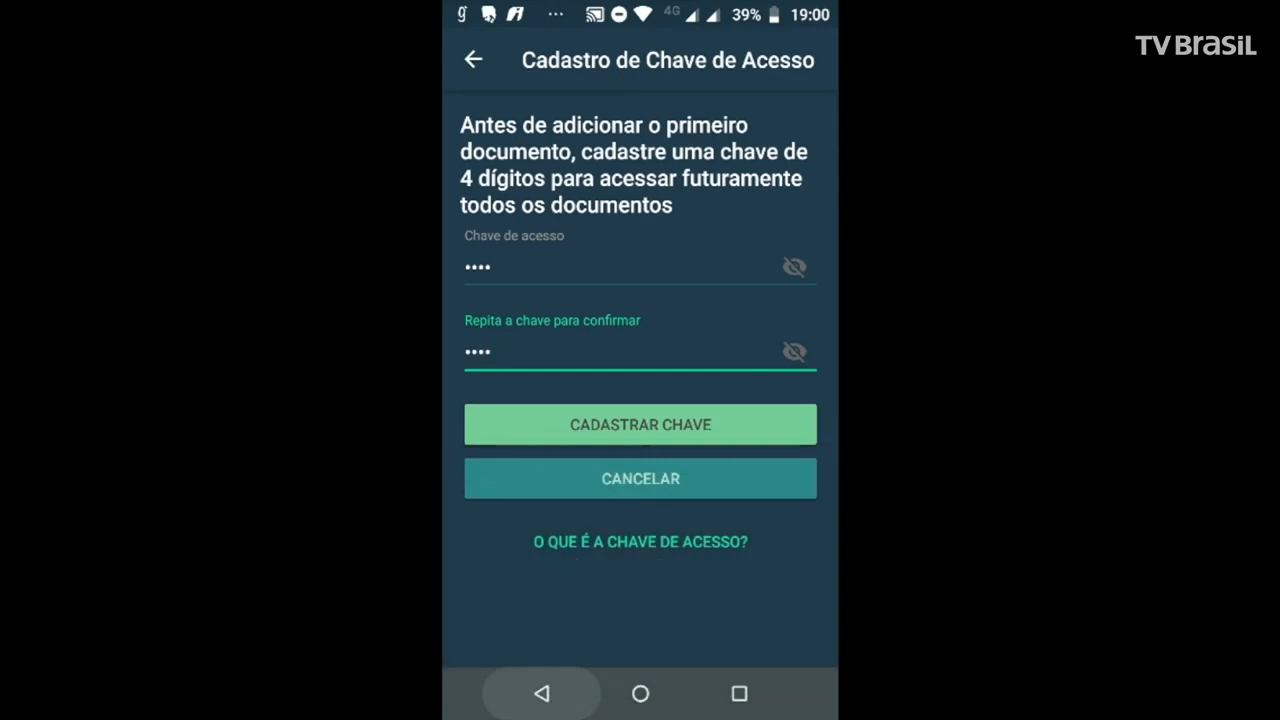 4G 39% 19:00
TV BRASIL
Cadastro de Chave de Acesso
Antes de adicionar o primeiro
documento, cadastre uma chave de
4 dígitos para acessar futuramente
todos os documentos
Chave de acesso
••••
Repita a chave para confirmar
••••
CADASTRAR CHAVE
CANCELAR
O QUE É A CHAVE DE ACESSO?